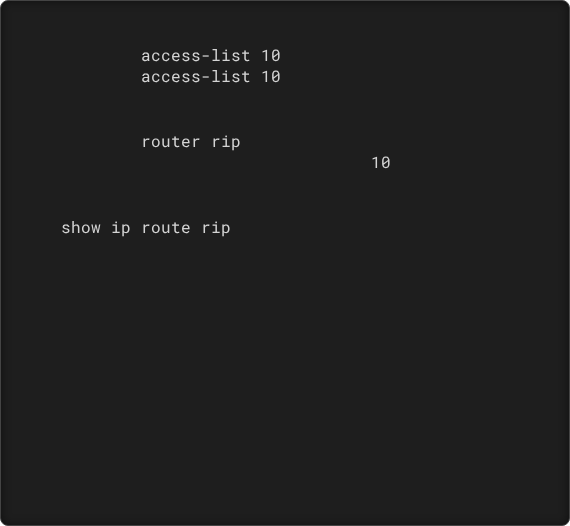 access-list 10
access-list 10
router rip
10
show ip route rip